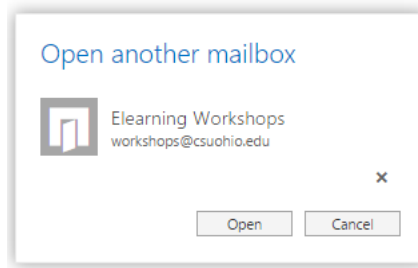 Open another mailbox
Elearning Workshops
workshops@csuohio.edu
Open Cancel